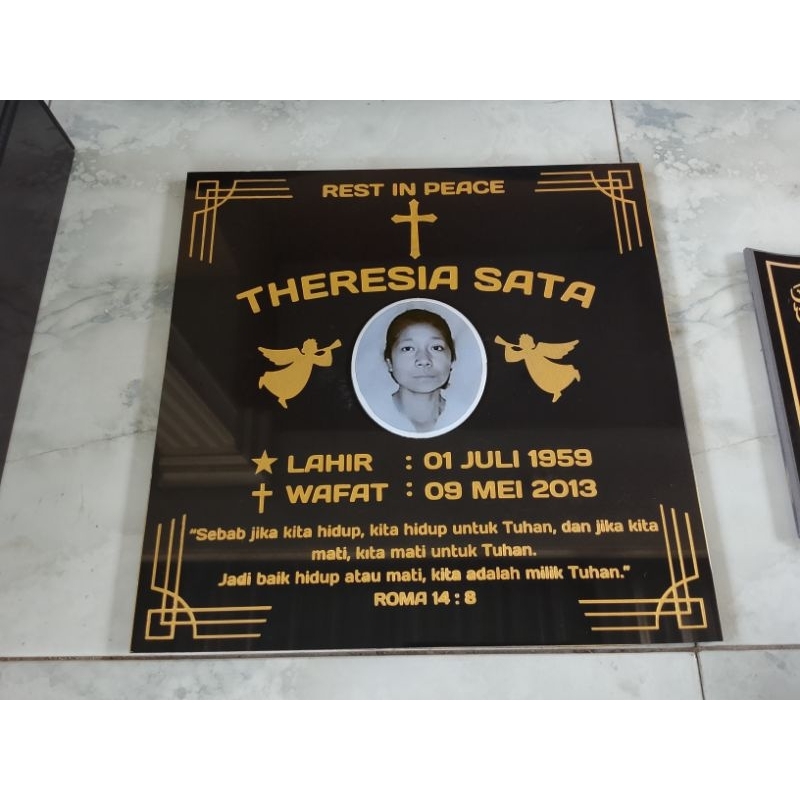 REST IN PEACE
THERESIA SATA
LAHIR : 01 JULI 1959
WAFAT : 09 MEI 2013
"Sebab jika kita hidup, kita hidup untuk Tuhan, dan jika kita
mati, kita mati untuk Tuhan.
Jadi baik hidup atau mati, kita adalah milik Tuhan."
ROMA 14 : 8